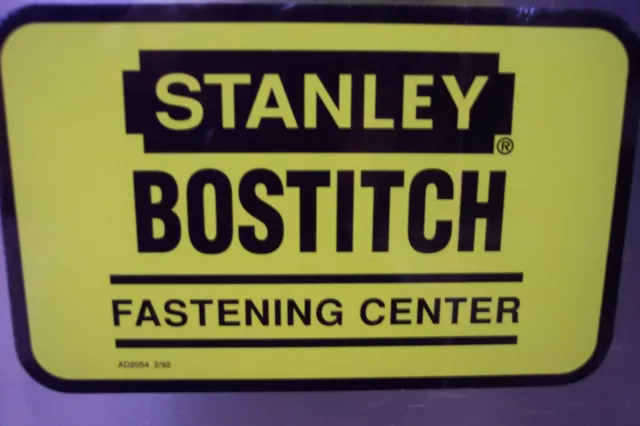 STANLEY®
BOSTITCH
FASTENING CENTER
AD2054 2/92